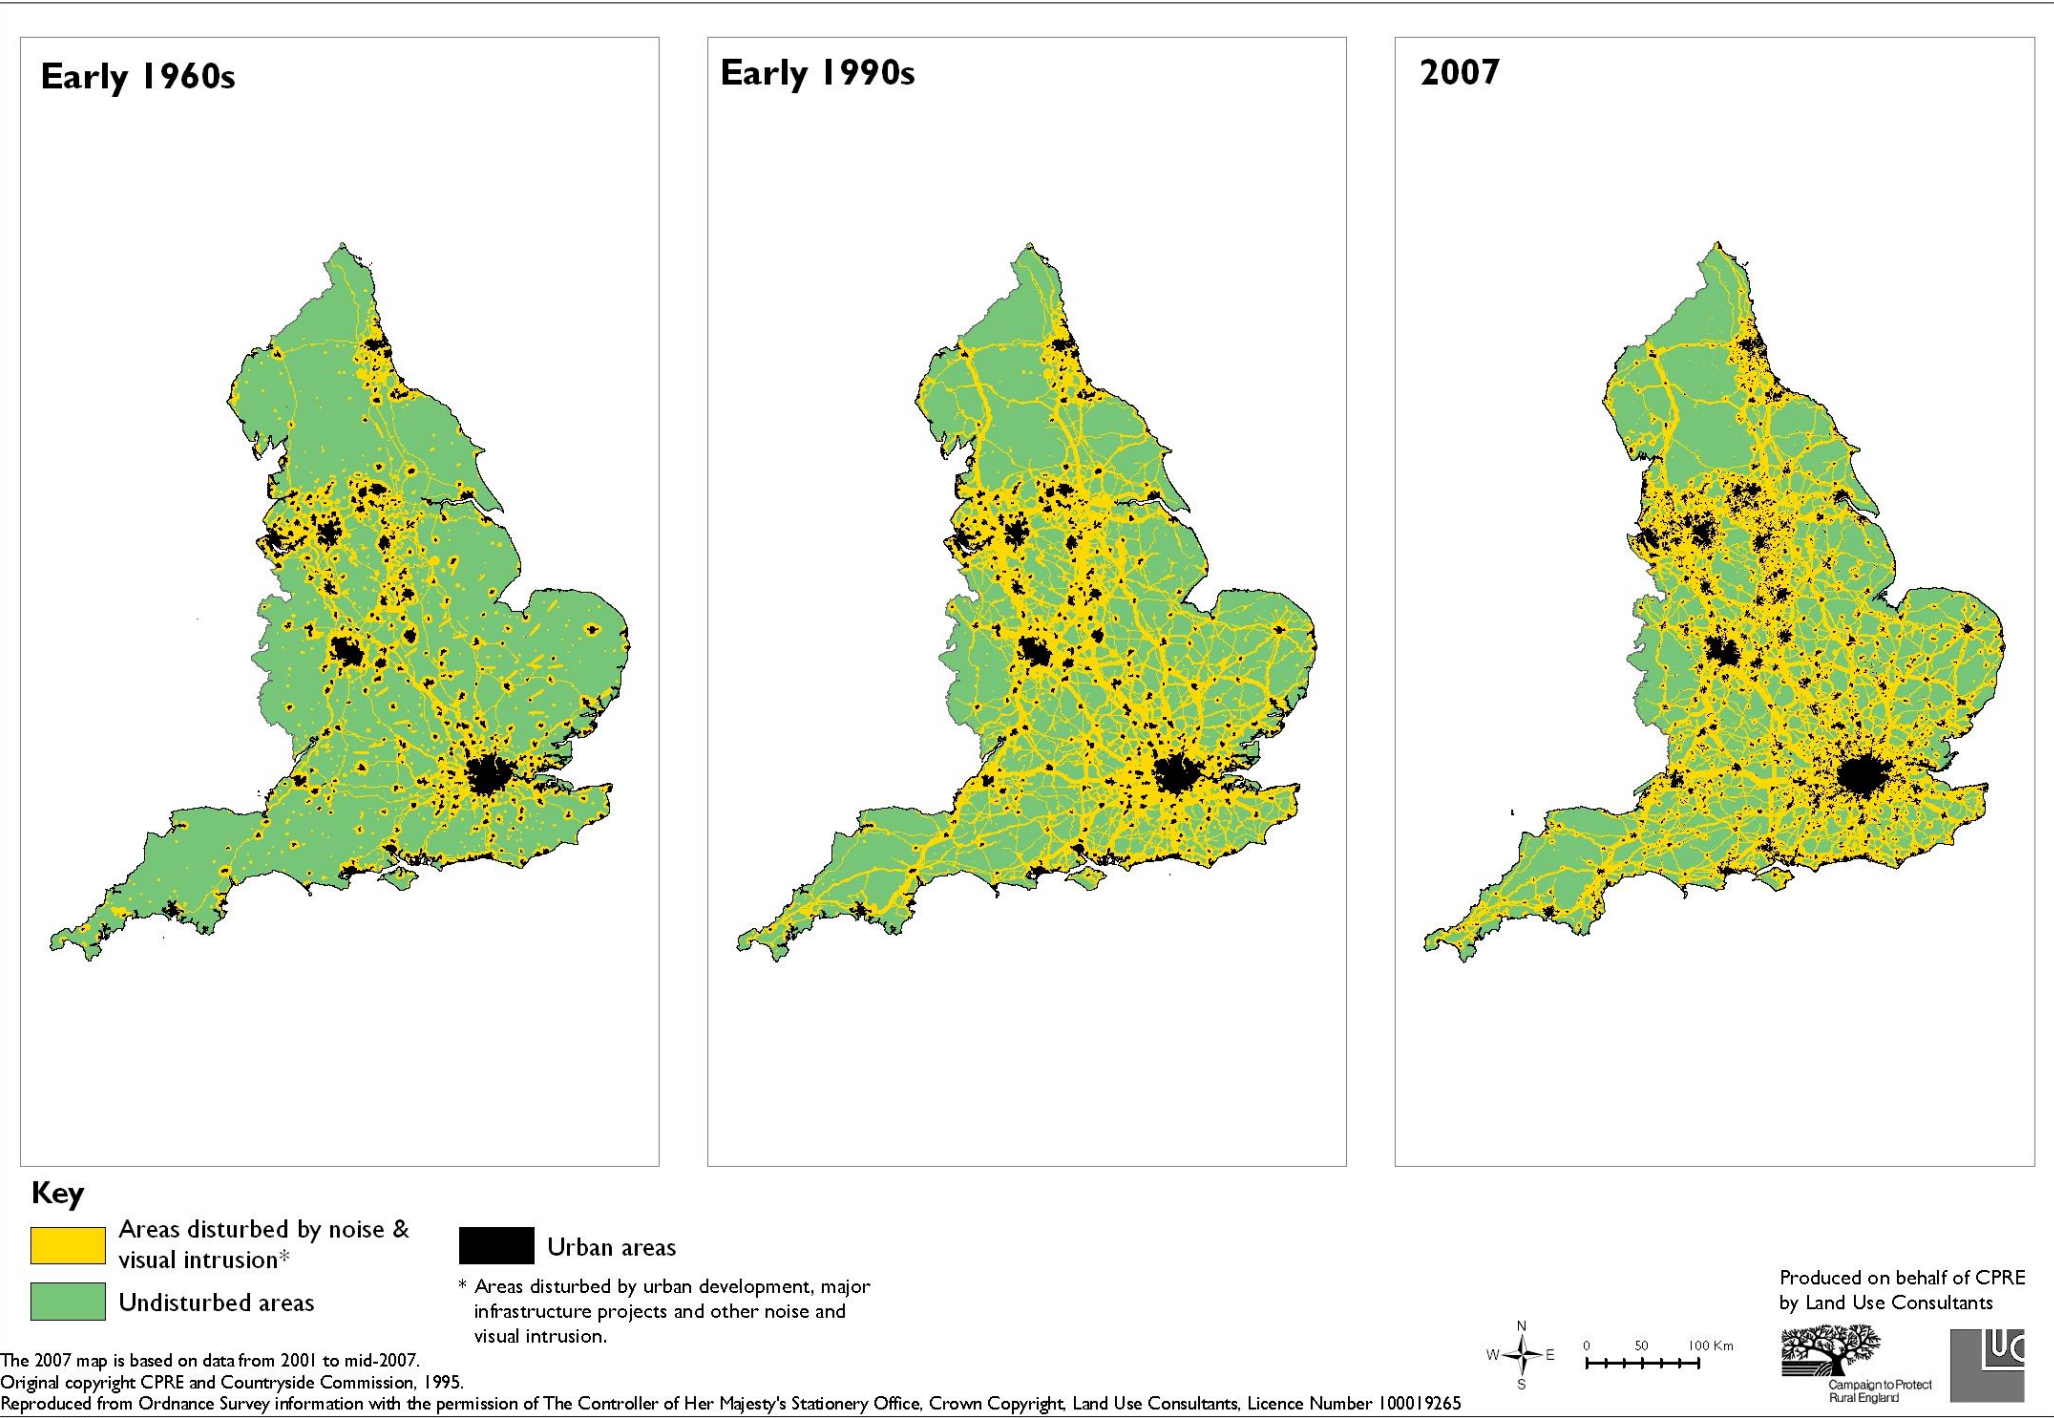 Early 1960s
Early 1990s
2007
Key
Areas disturbed by noise &
visual intrusion*
Undisturbed areas
Urban areas
* Areas disturbed by urban development, major
infrastructure projects and other noise and
visual intrusion.
N
W E
S
0 50 100 Km
Produced on behalf of CPRE
by Land Use Consultants
Campaign to Protect
Rural England
LUC
The 2007 map is based on data from 2001 to mid-2007.
Original copyright CPRE and Countryside Commission, 1995.
Reproduced from Ordnance Survey information with the permission of The Controller of Her Majesty's Stationery Office, Crown Copyright, Land Use Consultants, Licence Number 100019265